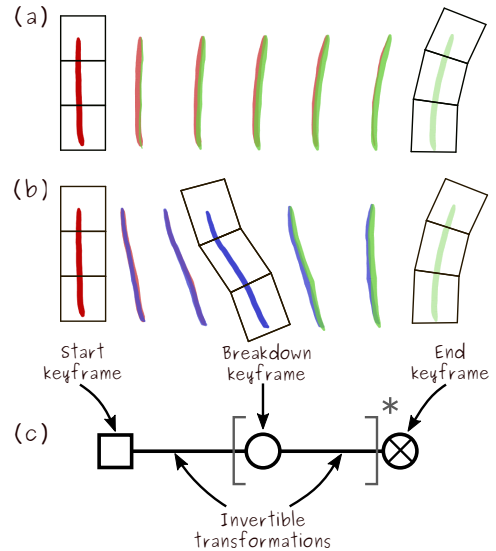 (a)
(b)
Start
keyframe
Breakdown
keyframe
End
keyframe
*
(c)
Invertible
transformations